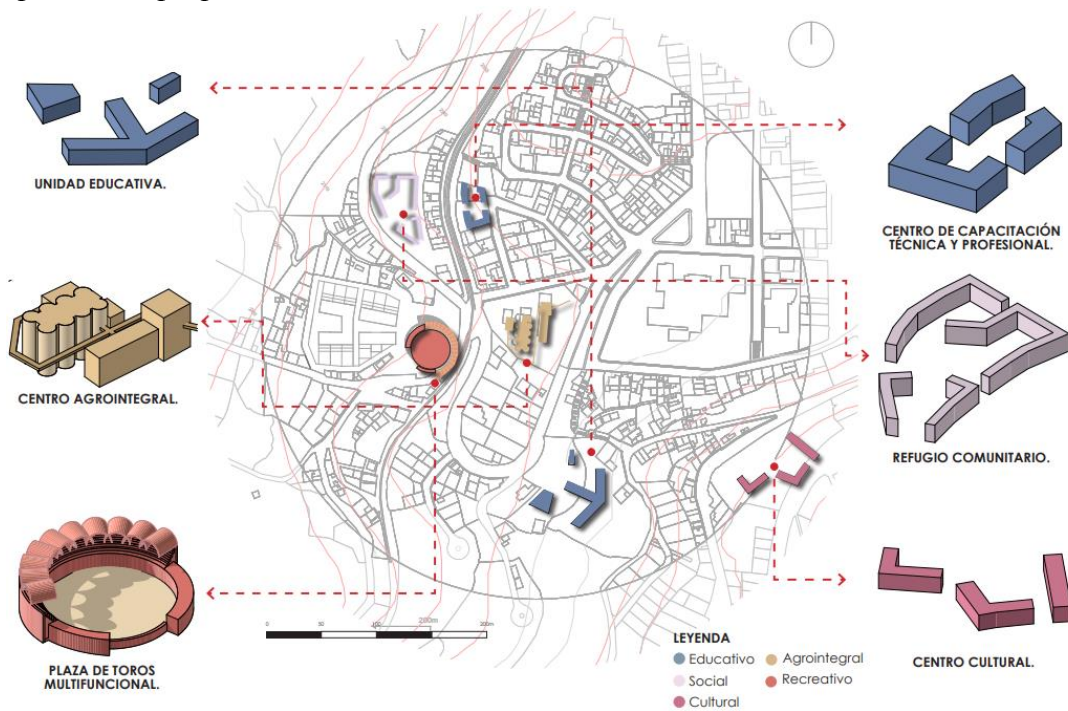 UNIDAD EDUCATIVA.
CENTRO DE CAPACITACIÓN
TÉCNICA Y PROFESIONAL.
CENTRO AGROINTEGRAL.
REFUGIO COMUNITARIO.
PLAZA DE TOROS
MULTIFUNCIONAL.
0 50 100 200m 200m
LEYENDA
Educativo Agrointegral
Social Recreativo
Cultural
CENTRO CULTURAL.